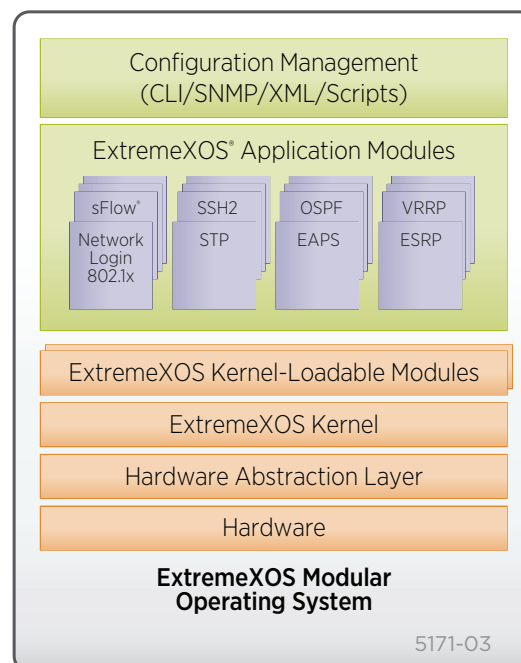 Configuration Management
(CLI/SNMP/XML/Scripts)
ExtremeXOS® Application Modules
sFlow®
Network
Login
802.1x
SSH2
STP
OSPF
EAPS
VRRP
ESRP
ExtremeXOS Kernel-Loadable Modules
ExtremeXOS Kernel
Hardware Abstraction Layer
Hardware
ExtremeXOS Modular
Operating System
5171-03